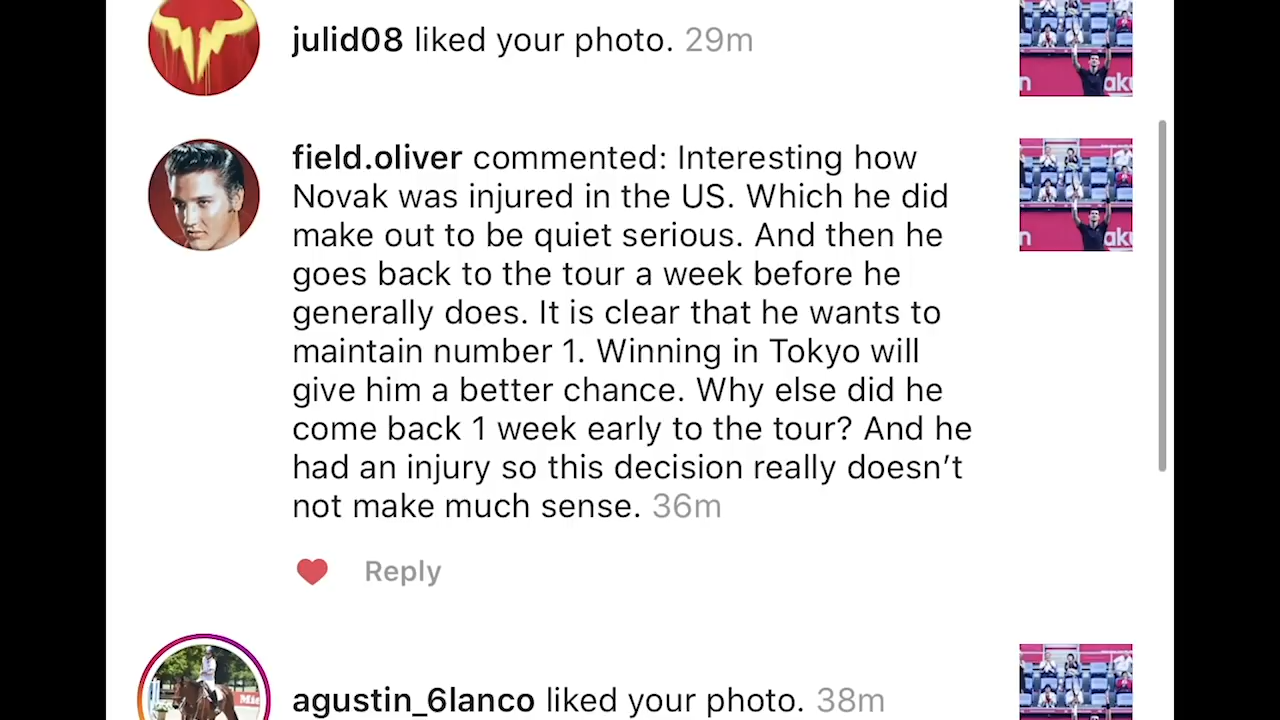 julid08 liked your photo. 29m
field.oliver commented: Interesting how
Novak was injured in the US. Which he did
make out to be quiet serious. And then he
goes back to the tour a week before he
generally does. It is clear that he wants to
maintain number 1. Winning in Tokyo will
give him a better chance. Why else did he
come back 1 week early to the tour? And he
had an injury so this decision really doesn't
not make much sense. 36m
Reply
agustin_6lanco liked your photo. 38m